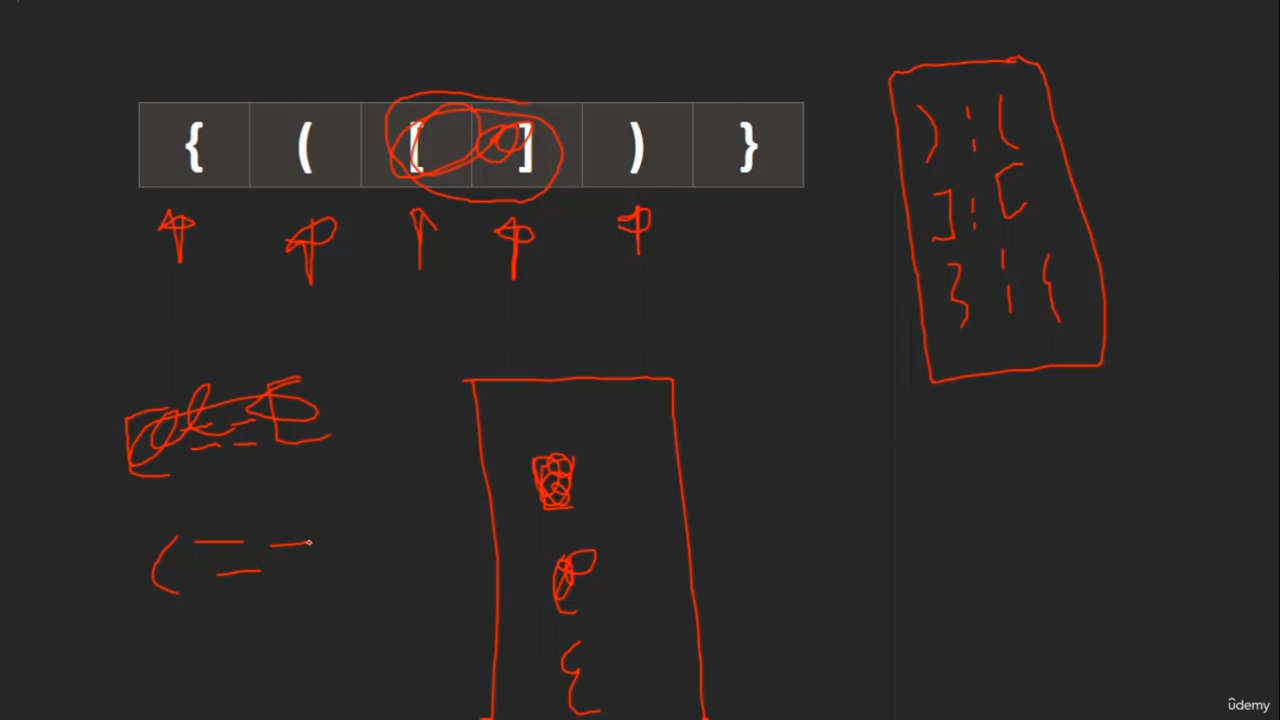 { ( [ ] ) }
) : (
] : [
} : {
( = =
{
ûdemy